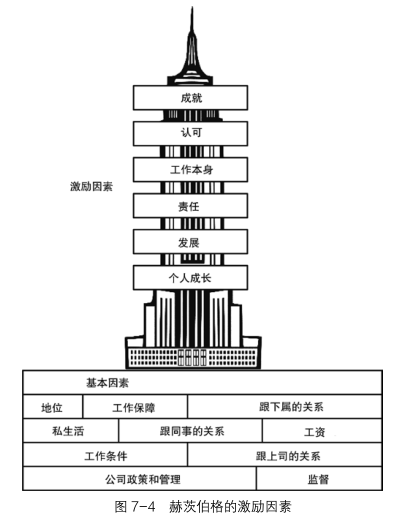 成就
认可
工作本身
激励因素
责任
发展
个人成长
基本因素
地位 工作保障 跟下属的关系
私生活 跟同事的关系 工资
工作条件 跟上司的关系
公司政策和管理 监督
图 7-4 赫茨伯格的激励因素